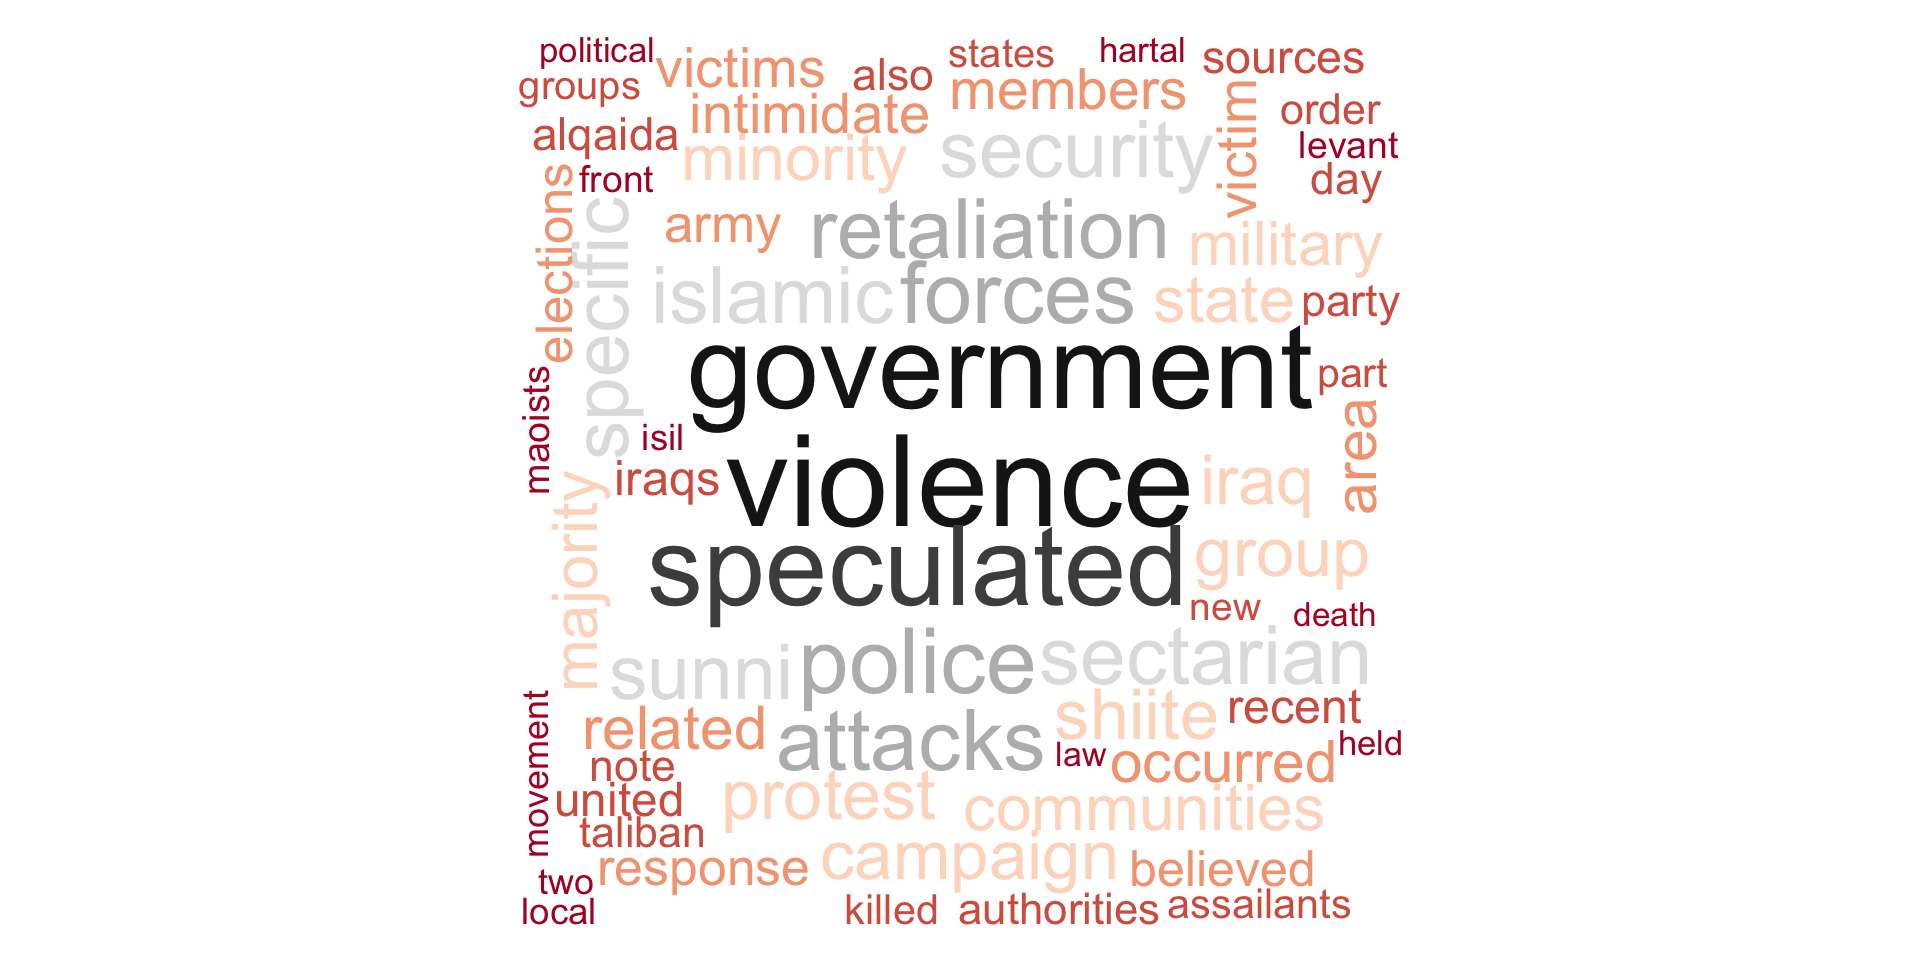 political
victims
also
states
hartal
sources
groups
intimidate
members
victim
order
alqaida
minority
security
levant
front
day
elections
specific
army
retaliation
military
islamic
forces
state
party
government
part
maoists
isil
area
iraqs
violence
iraq
majority
speculated
group
new
death
sunni
police
sectarian
movement
related
attacks
shiite
recent
note
law
occurred
held
united
protest
communities
taliban
response
campaign
believed
two
local
killed
authorities
assailants